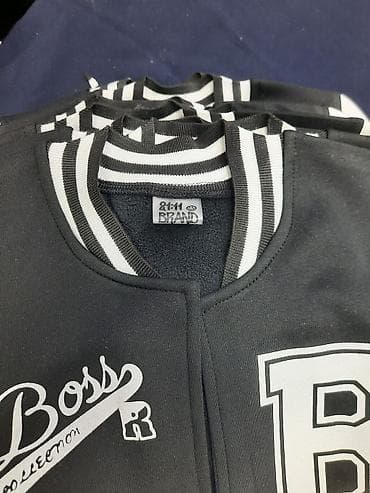 21:11
BRAND
Boss
COLLECTION
R
B